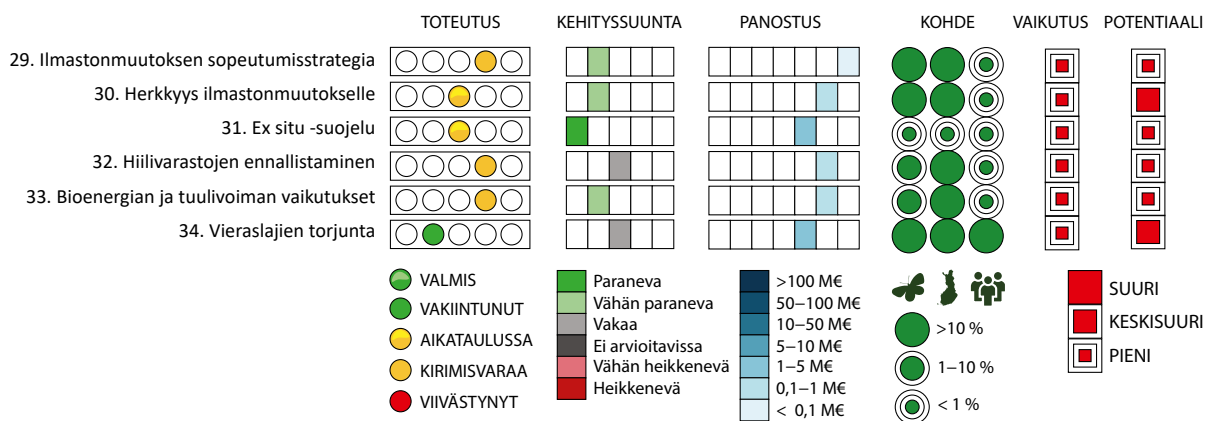 TOTEUTUS KEHITYSSUUNTA PANOSTUS KOHDE VAIKUTUS POTENTIAALI
29. Ilmastonmuutoksen sopeutumisstrategia
30. Herkkyys ilmastonmuutokselle
31. Ex situ -suojelu
32. Hiilivarastojen ennallistaminen
33. Bioenergian ja tuulivoiman vaikutukset
34. Vieraslajien torjunta
VALMIS
VAKIINTUNUT
AIKATAULUSSA
KIRIMISVARAA
VIIVÄSTYNYT
Paraneva
Vähän paraneva
Vakaa
Ei arvioitavissa
Vähän heikkenevä
Heikkenevä
>100 M€
50–100 M€
10–50 M€
5–10 M€
1–5 M€
0,1–1 M€
< 0,1 M€
>10 %
1–10 %
< 1 %
SUURI
KESKISUURI
PIENI